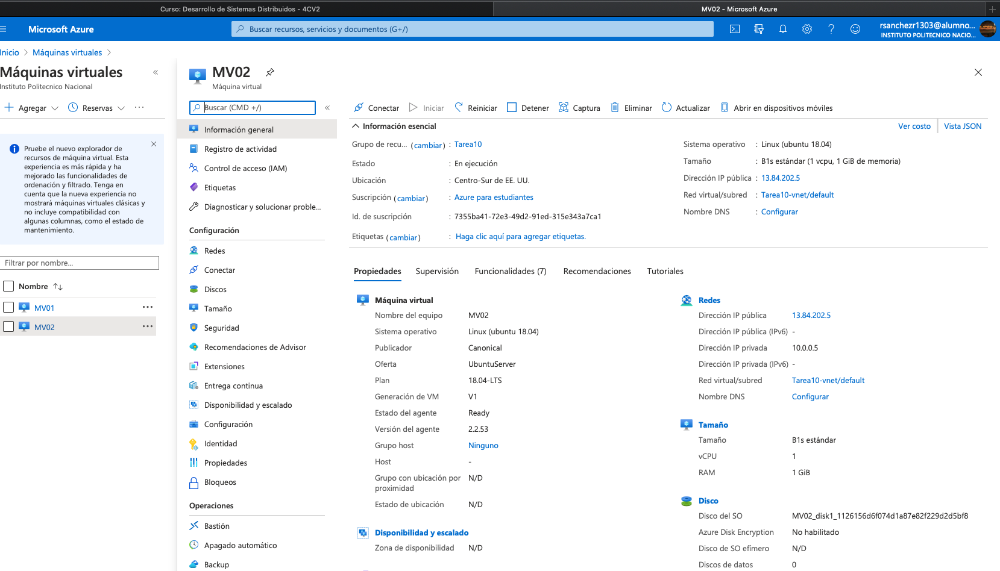 Curso: Desarrollo de Sistemas Distribuidos - 4CV2
MV02 - Microsoft Azure
Microsoft Azure
Buscar recursos, servicios y documentos (G+/)
rsanchezr1303@alumno...
INSTITUTO POLITECNICO NACIO...
Inicio > Máquinas virtuales >
Máquinas virtuales
Instituto Politecnico Nacional
Agregar
Reservas
Pruebe el nuevo explorador de
recursos de máquina virtual. Esta
experiencia es más rápida y ha
mejorado las funcionalidades de
ordenación y filtrado. Tenga en
cuenta que la nueva experiencia no
mostrará máquinas virtuales clásicas y
no incluye compatibilidad con
algunas columnas, como el estado de
mantenimiento.
Filtrar por nombre...
Nombre
MV01
MV02
MV02
Máquina virtual
Buscar (CMD +/)
Información general
Registro de actividad
Control de acceso (IAM)
Etiquetas
Diagnosticar y solucionar proble...
Configuración
Redes
Conectar
Discos
Tamaño
Seguridad
Recomendaciones de Advisor
Extensiones
Entrega continua
Disponibilidad y escalado
Configuración
Identidad
Propiedades
Bloqueos
Operaciones
Bastión
Apagado automático
Backup
Conectar
Iniciar
Reiniciar
Detener
Captura
Eliminar
Actualizar
Abrir en dispositivos móviles
Información esencial
Ver costo
Vista JSON
Grupo de recu... (cambiar) : Tarea10
Estado : En ejecución
Ubicación : Centro-Sur de EE. UU.
Suscripción (cambiar) : Azure para estudiantes
Id. de suscripción : 7355ba41-72e3-49d2-91ed-315e343a7ca1
Etiquetas (cambiar) : Haga clic aquí para agregar etiquetas.
Sistema operativo : Linux (ubuntu 18.04)
Tamaño : B1s estándar (1 vcpu, 1 GiB de memoria)
Dirección IP pública : 13.84.202.5
Red virtual/subred : Tarea10-vnet/default
Nombre DNS : Configurar
Propiedades
Supervisión
Funcionalidades (7)
Recomendaciones
Tutoriales
Máquina virtual
Nombre del equipo MV02
Sistema operativo Linux (ubuntu 18.04)
Publicador Canonical
Oferta UbuntuServer
Plan 18.04-LTS
Generación de VM V1
Estado del agente Ready
Versión del agente 2.2.53
Grupo host Ninguno
Host -
Grupo con ubicación por N/D
proximidad
Estado de ubicación N/D
Disponibilidad y escalado
Zona de disponibilidad N/D
Redes
Dirección IP pública 13.84.202.5
Dirección IP pública (IPv6) -
Dirección IP privada 10.0.0.5
Dirección IP privada (IPv6) -
Red virtual/subred Tarea10-vnet/default
Nombre DNS Configurar
Tamaño
Tamaño B1s estándar
vCPU 1
RAM 1 GiB
Disco
Disco del SO MV02_disk1_1126156d6f074d1a87e82f229d2d5bf8
Azure Disk Encryption No habilitado
Disco de SO efímero N/D
Discos de datos 0